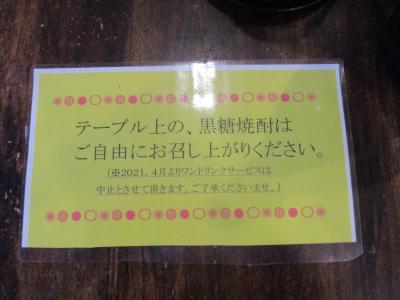 テーブル上の、黒糖焼酎は
ご自由にお召し上がりください。
(※2021. 4月よりワンドリンクサービスは
中止とさせて頂きます。ご了承くださいませ。)